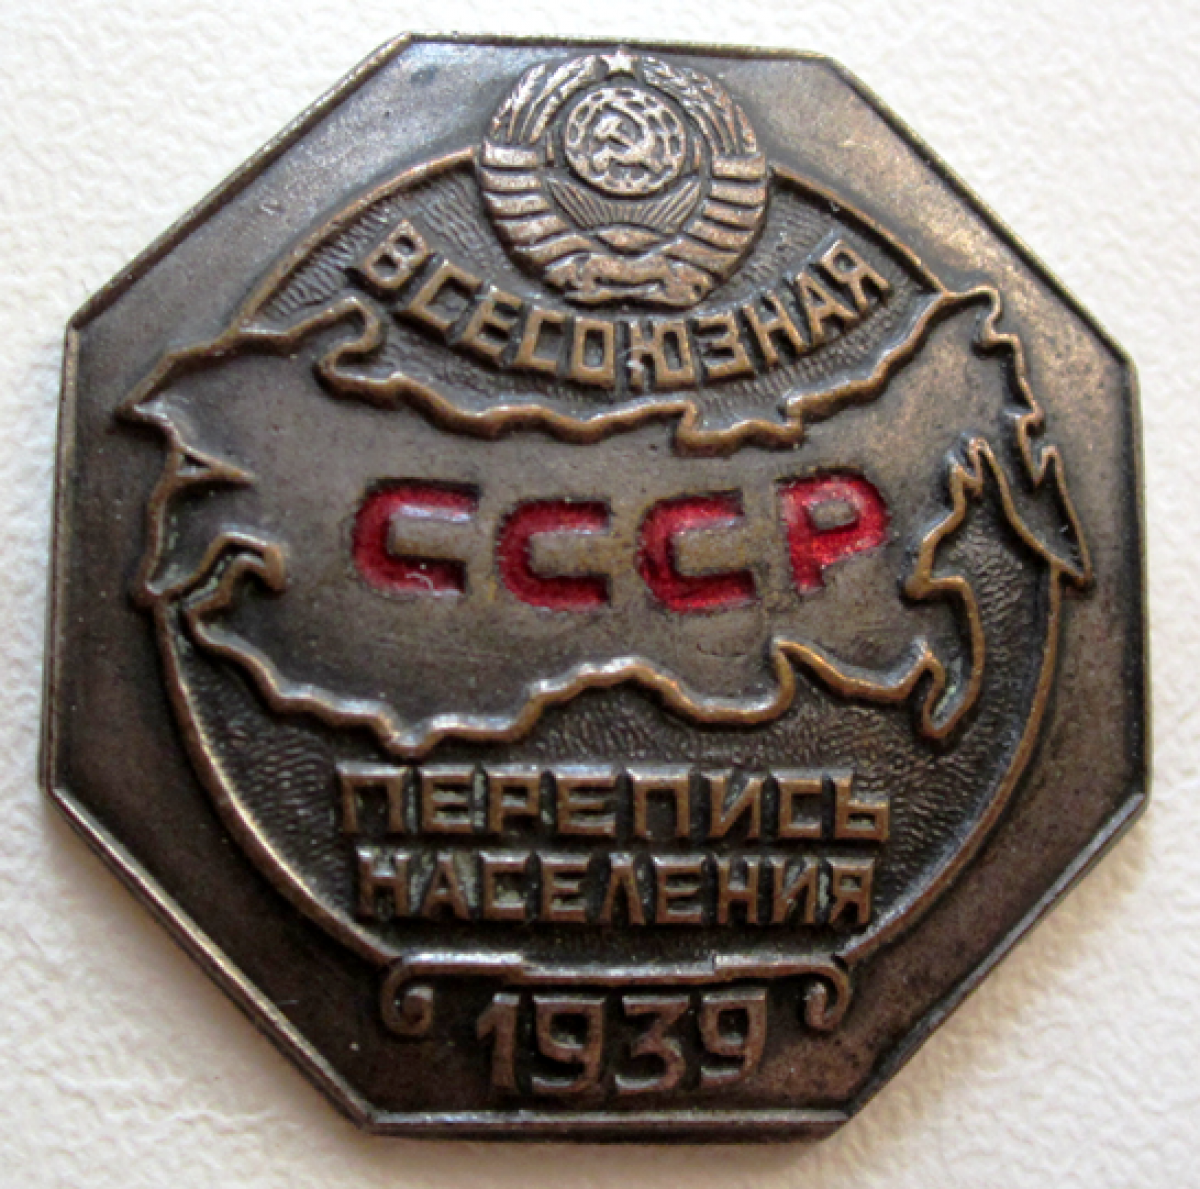 ВСЕСОЮЗНАЯ
СССР
ПЕРЕПИСЬ
НАСЕЛЕНИЯ
1939